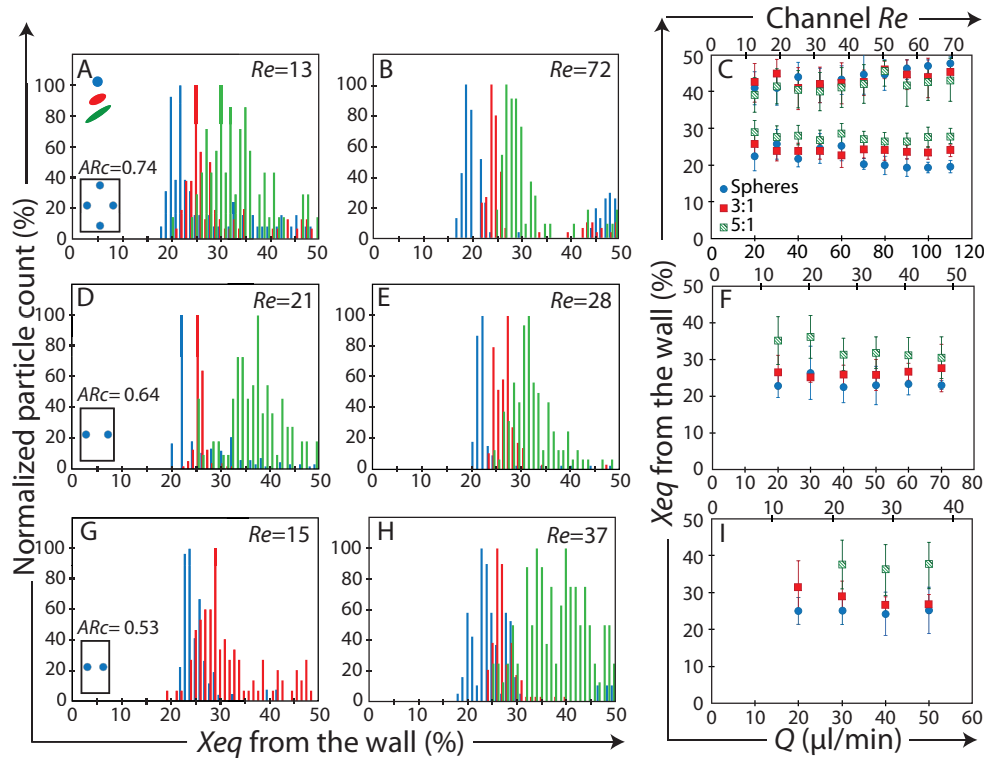 Channel Re
0 10 20 30 40 50 60 70
A
Re=13
100
80
60
40
20
0
ARc=0.74
0 10 20 30 40 50
B
Re=72
100
80
60
40
20
0
0 10 20 30 40 50
C
50
40
30
20
10
0
Spheres
3:1
5:1
0 20 40 60 80 100 120
Normalized particle count (%)
Xeq from the wall (%)
D
Re=21
100
80
60
40
20
0
ARc= 0.64
0 10 20 30 40 50
E
Re=28
100
80
60
40
20
0
0 10 20 30 40 50
F
0 10 20 30 40 50
50
40
30
20
10
0
0 10 20 30 40 50 60 70 80
G
Re=15
100
80
60
40
20
0
ARc= 0.53
0 10 20 30 40 50
H
Re=37
100
80
60
40
20
0
0 10 20 30 40 50
I
0 10 20 30 40
50
40
30
20
10
0
0 10 20 30 40 50 60
Xeq from the wall (%)
Q (µl/min)